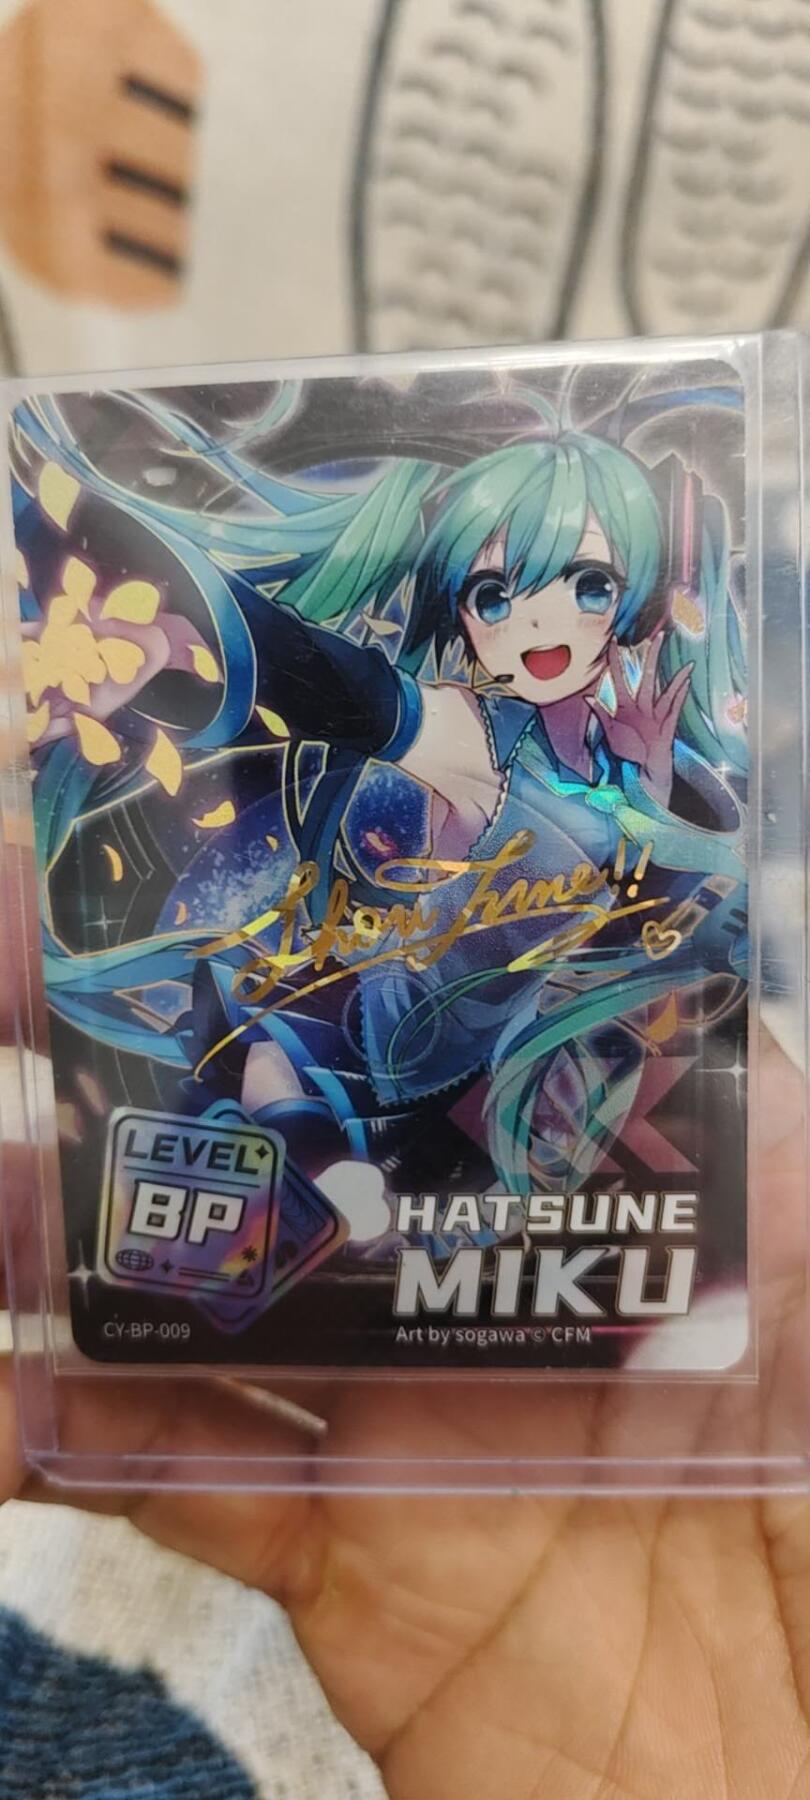 Show Time!!
LEVEL
BP
HATSUNE
MIKU
CY-BP-009
Art by sogawa © CFM